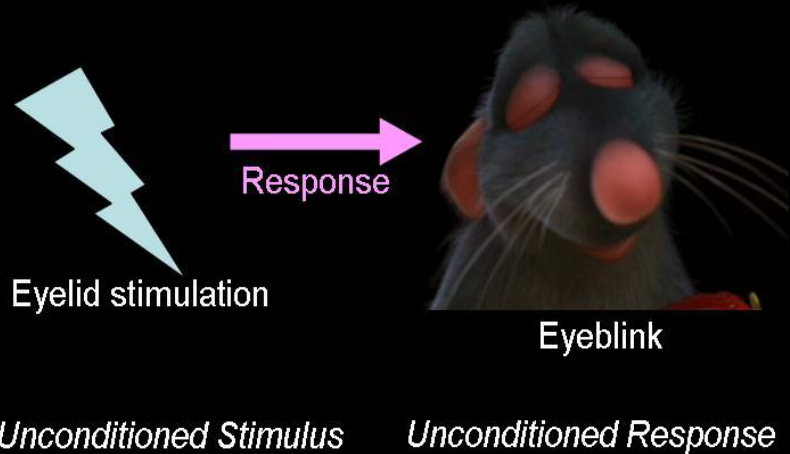 Response
Eyelid stimulation
Eyeblink
Unconditioned Stimulus
Unconditioned Response